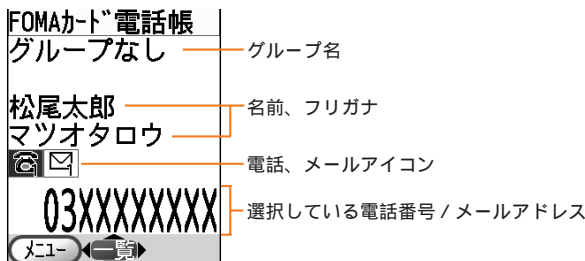 FOMAカード電話帳
グループなし
グループ名
松尾太郎
マツオタロウ
名前、フリガナ
電話、メールアイコン
03XXXXXXXX
選択している電話番号/メールアドレス
メニュー 一覧